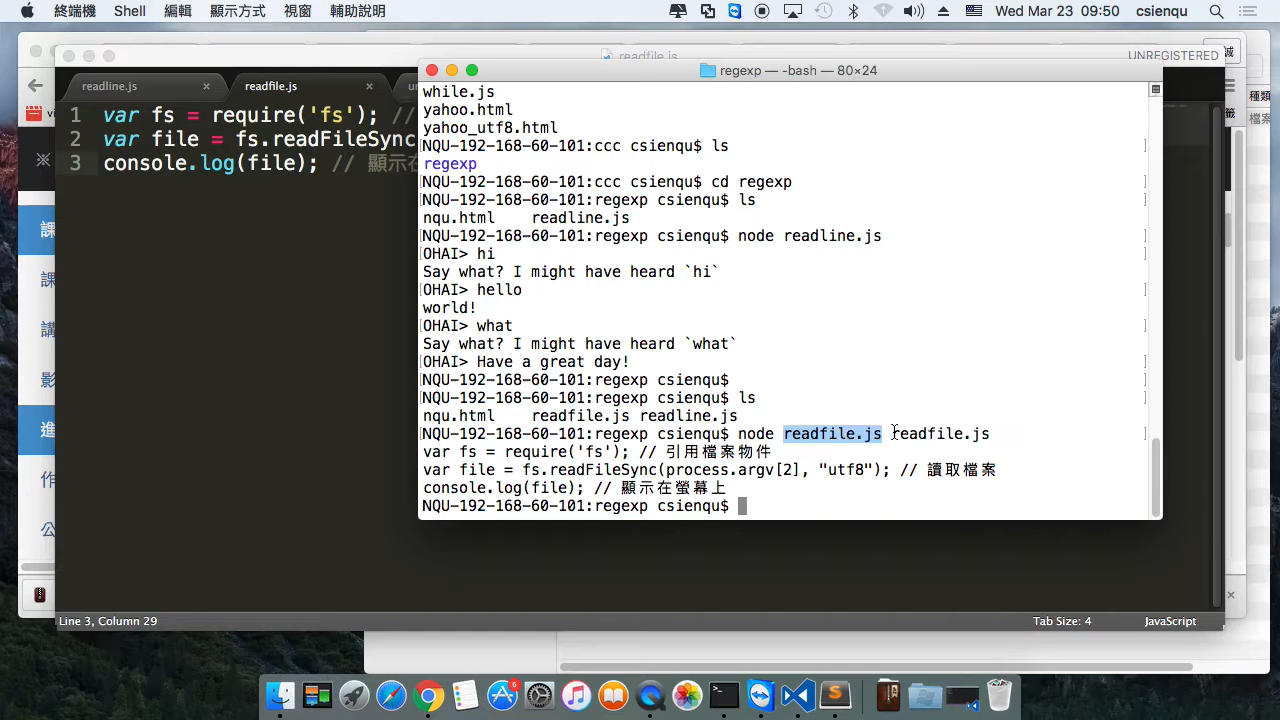 終端機 Shell 編輯 顯示方式 視窗 輔助說明
Wed Mar 23 09:50 csienqu
readfile.js
UNREGISTERED
readline.js × readfile.js ×
1 var fs = require('fs'); //
2 var file = fs.readFileSync
3 console.log(file); // 顯示在
課
課
講
影
進
作
公
種類
Line 3, Column 29
Tab Size: 4 JavaScript
regexp — -bash — 80×24
while.js
yahoo.html
yahoo_utf8.html
NQU-192-168-60-101:ccc csienqu$ ls
regexp
NQU-192-168-60-101:ccc csienqu$ cd regexp
NQU-192-168-60-101:regexp csienqu$ ls
nqu.html readline.js
NQU-192-168-60-101:regexp csienqu$ node readline.js
OHAI> hi
Say what? I might have heard `hi`
OHAI> hello
world!
OHAI> what
Say what? I might have heard `what`
OHAI> Have a great day!
NQU-192-168-60-101:regexp csienqu$
NQU-192-168-60-101:regexp csienqu$ ls
nqu.html readfile.js readline.js
NQU-192-168-60-101:regexp csienqu$ node readfile.js readfile.js
var fs = require('fs'); // 引用檔案物件
var file = fs.readFileSync(process.argv[2], "utf8"); // 讀取檔案
console.log(file); // 顯示在螢幕上
NQU-192-168-60-101:regexp csienqu$
6